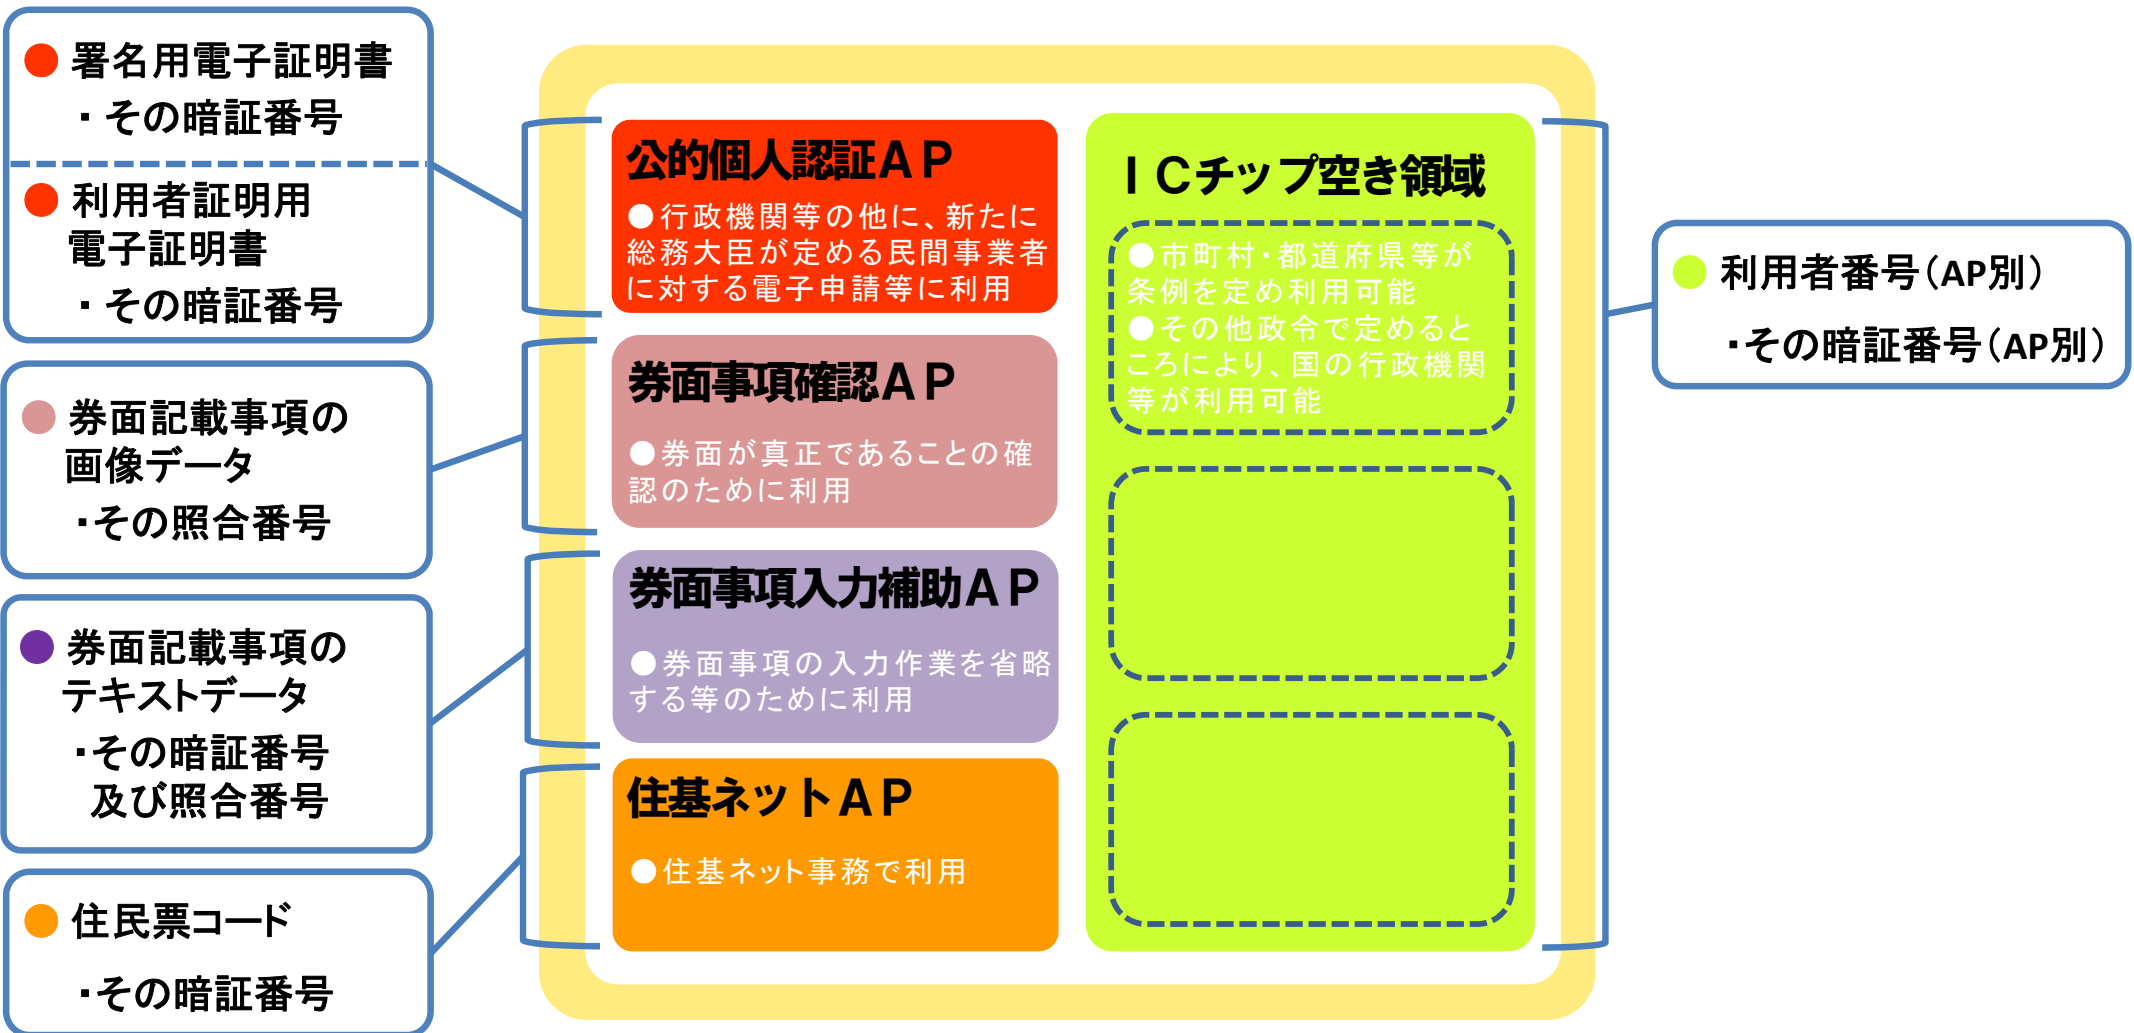 ●署名用電子証明書
・その暗証番号
●利用者証明用
電子証明書
・その暗証番号
●券面記載事項の
画像データ
・その照合番号
●券面記載事項の
テキストデータ
・その暗証番号
及び照合番号
●住民票コード
・その暗証番号
公的個人認証ＡＰ
●行政機関等の他に、新たに
総務大臣が定める民間事業者
に対する電子申請等に利用
券面事項確認ＡＰ
●券面が真正であることの確
認のために利用
券面事項入力補助ＡＰ
●券面事項の入力作業を省略
する等のために利用
住基ネットＡＰ
●住基ネット事務で利用
ＩＣチップ空き領域
●市町村・都道府県等が
条例を定め利用可能
●その他政令で定めると
ころにより、国の行政機関
等が利用可能
●利用者番号（AP別）
・その暗証番号（AP別）